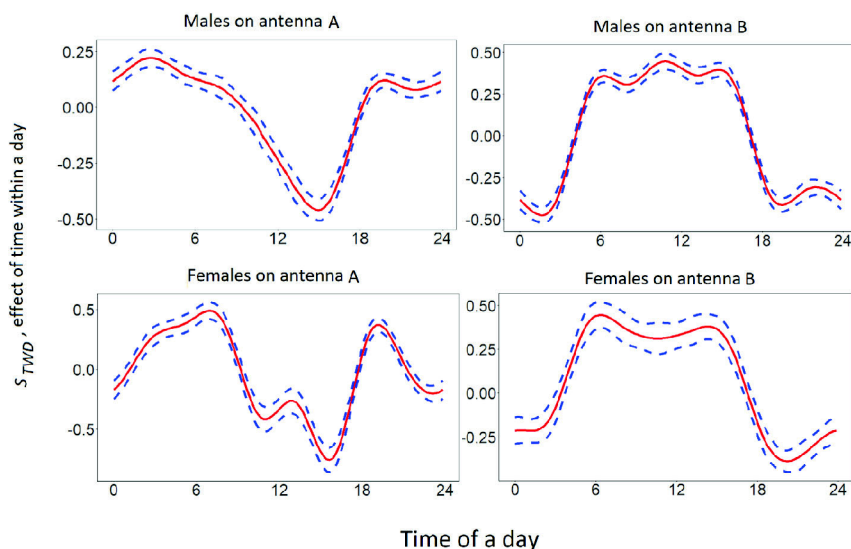 Males on antenna A
Males on antenna B
0.25
0.00
-0.25
-0.50
0 6 12 18 24
0.50
0.25
0.00
-0.25
-0.50
0 6 12 18 24
S_TWD , effect of time within a day
Females on antenna A
Females on antenna B
0.5
0.0
-0.5
0 6 12 18 24
0.50
0.25
0.00
-0.25
0 6 12 18 24
Time of a day